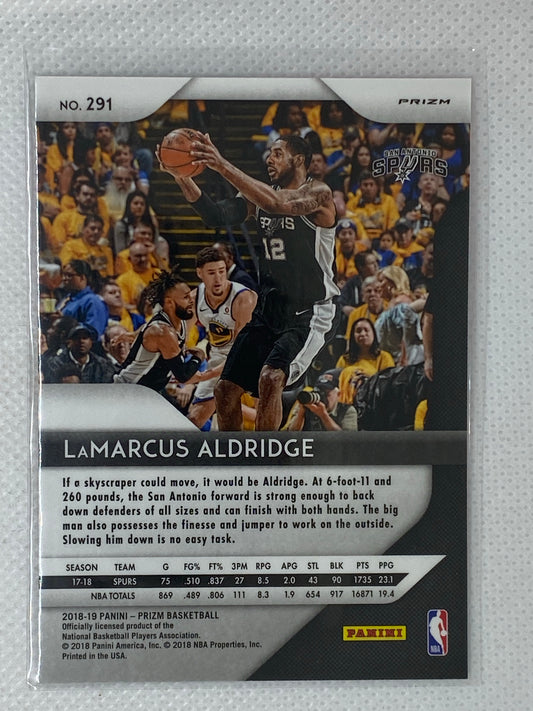 NO. 291
PRIZM
SAN ANTONIO
SPURS
SPURS
12
LAMARCUS ALDRIDGE
If a skyscraper could move, it would be Aldridge. At 6-foot-11 and
260 pounds, the San Antonio forward is strong enough to back
down defenders of all sizes and can finish with both hands. The big
man also possesses the finesse and jumper to work on the outside.
Slowing him down is no easy task.
SEASON TEAM G FG% FT% 3PM RPG APG STL BLK PTS PPG
17-18 SPURS 75 .510 .837 27 8.5 2.0 43 90 1735 23.1
NBA TOTALS 869 .489 .806 111 8.3 1.9 654 917 16871 19.4
2018-19 PANINI – PRIZM BASKETBALL
Officially licensed product of the
National Basketball Players Association.
© 2018 Panini America, Inc. © 2018 NBA Properties, Inc.
Printed in the USA.
PANINI
NBA